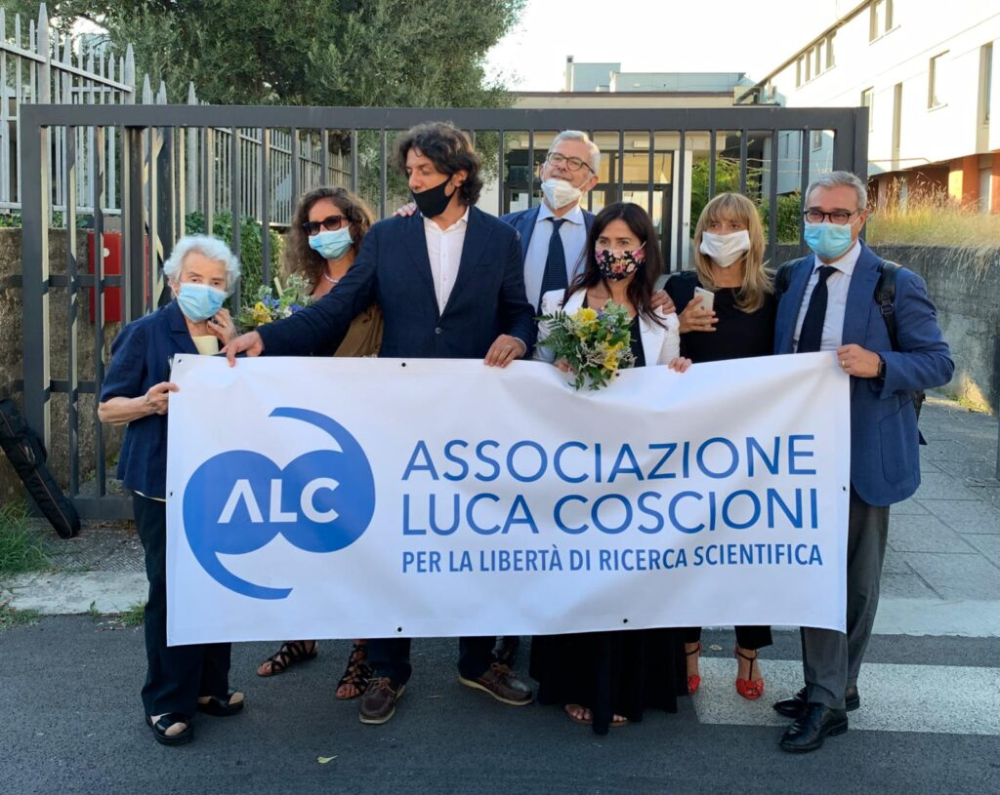 ALC
ASSOCIAZIONE
LUCA COSCIONI
PER LA LIBERTÀ DI RICERCA SCIENTIFICA